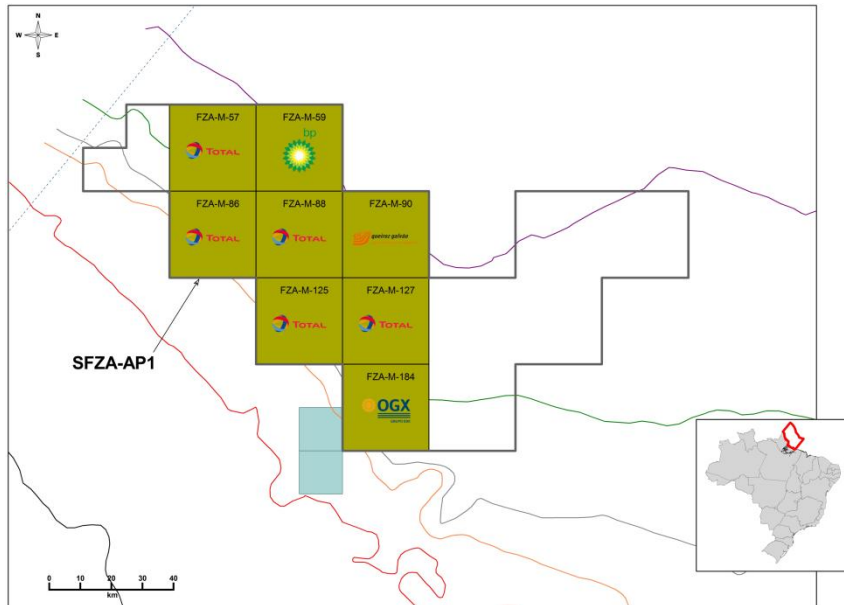 N
W E
S
FZA-M-57
TOTAL
FZA-M-59
bp
FZA-M-86
TOTAL
FZA-M-88
TOTAL
FZA-M-90
queiroz galvão
FZA-M-125
TOTAL
FZA-M-127
TOTAL
SFZA-AP1
FZA-M-184
OGX
0 10 20 30 40
km